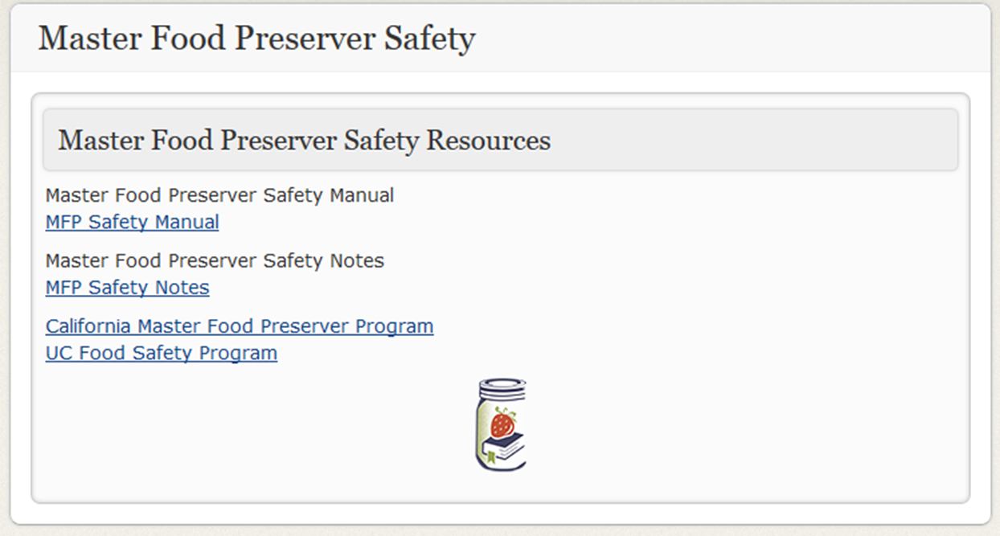 Master Food Preserver Safety
Master Food Preserver Safety Resources
Master Food Preserver Safety Manual
MFP Safety Manual
Master Food Preserver Safety Notes
MFP Safety Notes
California Master Food Preserver Program
UC Food Safety Program